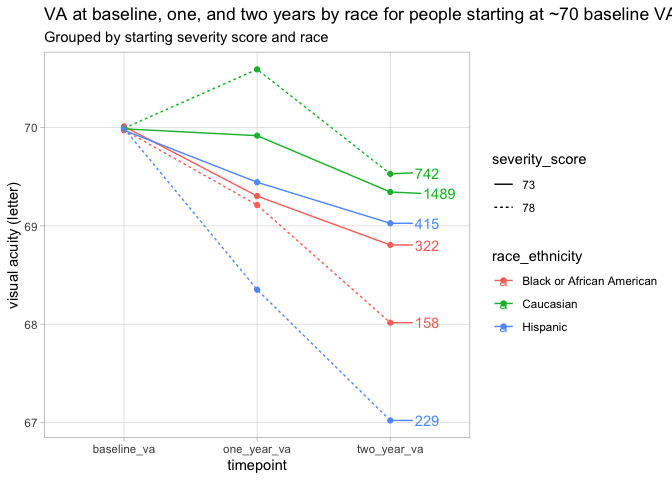 VA at baseline, one, and two years by race for people starting at ~70 baseline VA
Grouped by starting severity score and race
visual acuity (letter)
70
69
68
67
742
1489
415
322
158
229
baseline_va
one_year_va
two_year_va
timepoint
severity_score
73
78
race_ethnicity
a Black or African American
a Caucasian
a Hispanic